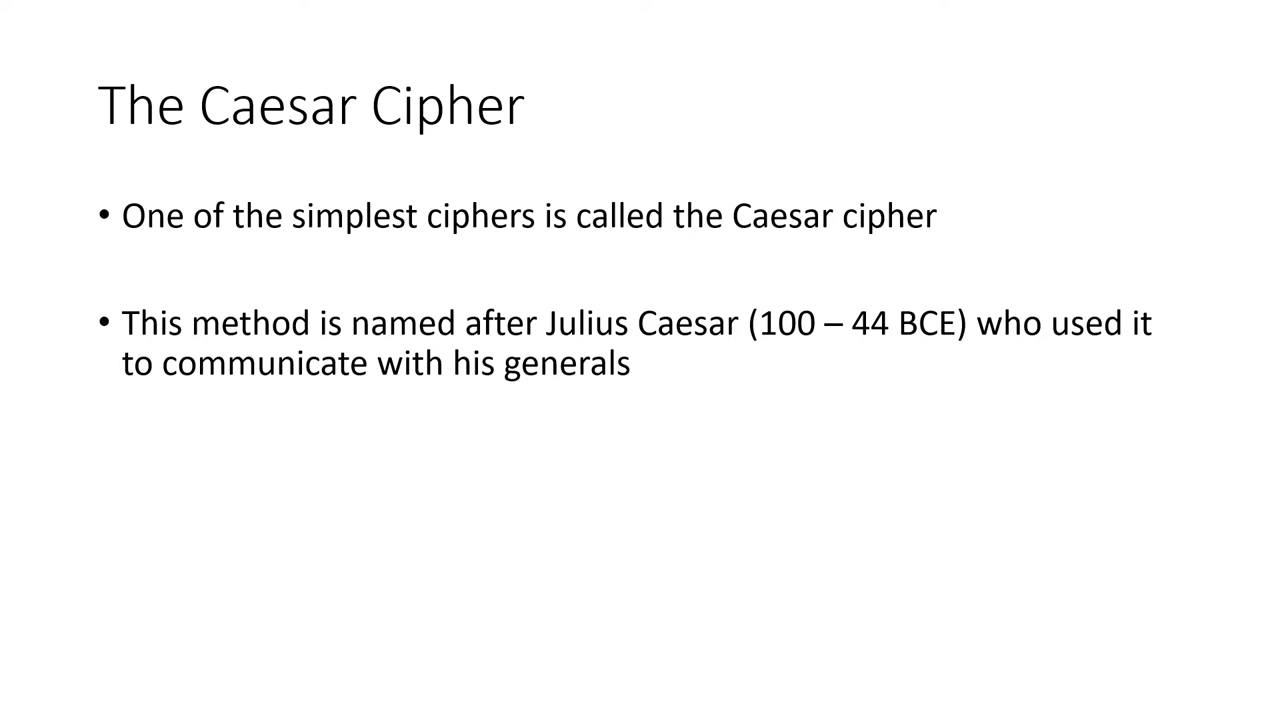 The Caesar Cipher
• One of the simplest ciphers is called the Caesar cipher
• This method is named after Julius Caesar (100 – 44 BCE) who used it
to communicate with his generals